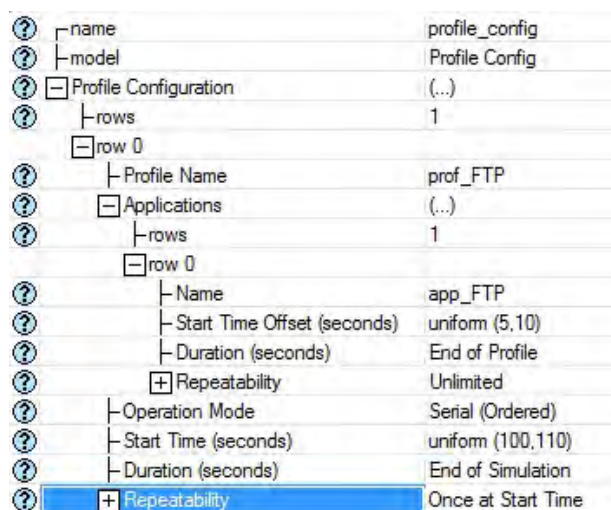 ? name profile_config
? model Profile Config
? Profile Configuration (...)
? rows 1
row 0
? Profile Name prof_FTP
? Applications (...)
? rows 1
row 0
? Name app_FTP
? Start Time Offset (seconds) uniform (5,10)
? Duration (seconds) End of Profile
? Repeatability Unlimited
? Operation Mode Serial (Ordered)
? Start Time (seconds) uniform (100,110)
? Duration (seconds) End of Simulation
? Repeatability Once at Start Time